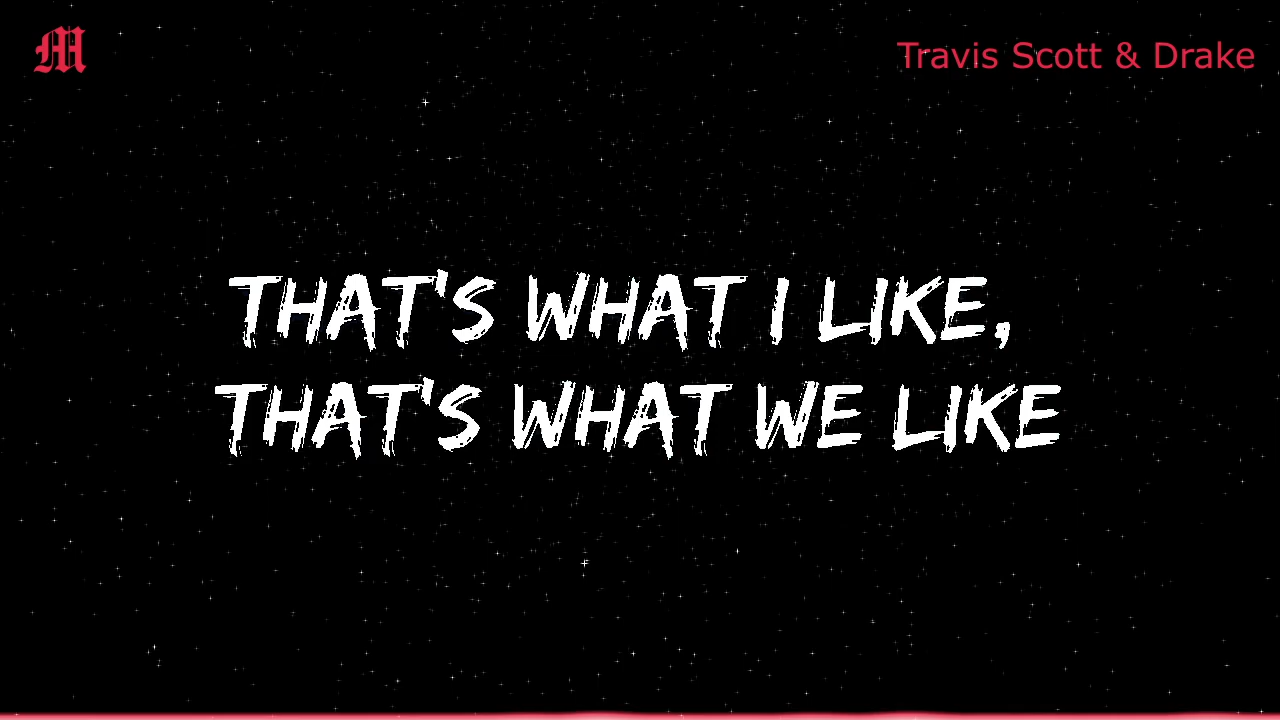 M
Travis Scott & Drake
THAT'S WHAT I LIKE,
THAT'S WHAT WE LIKE